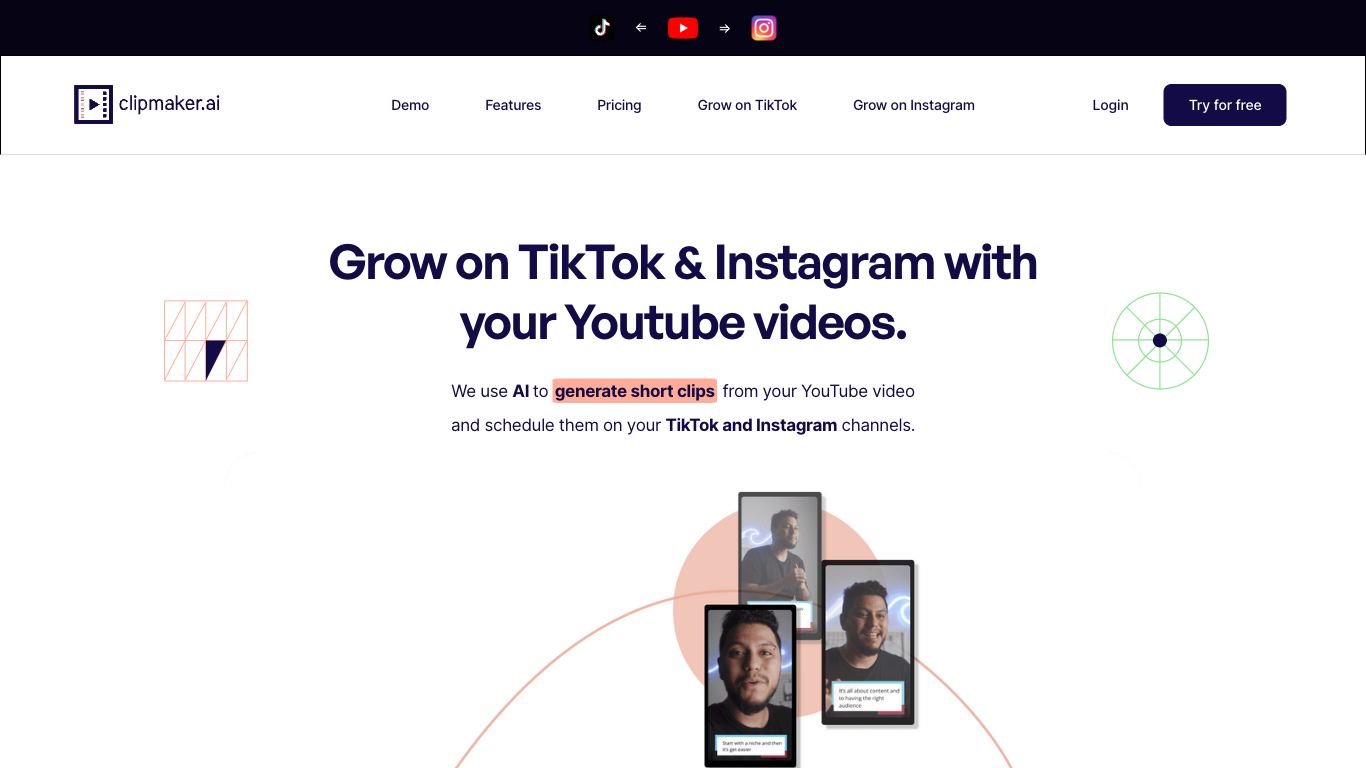 clipmaker.ai
Demo
Features
Pricing
Grow on TikTok
Grow on Instagram
Login
Try for free
Grow on TikTok & Instagram with
your Youtube videos.
We use AI to generate short clips from your YouTube video
and schedule them on your TikTok and Instagram channels.
It's all about content and
so having the right
audience
Start with a niche and then
it's get easier